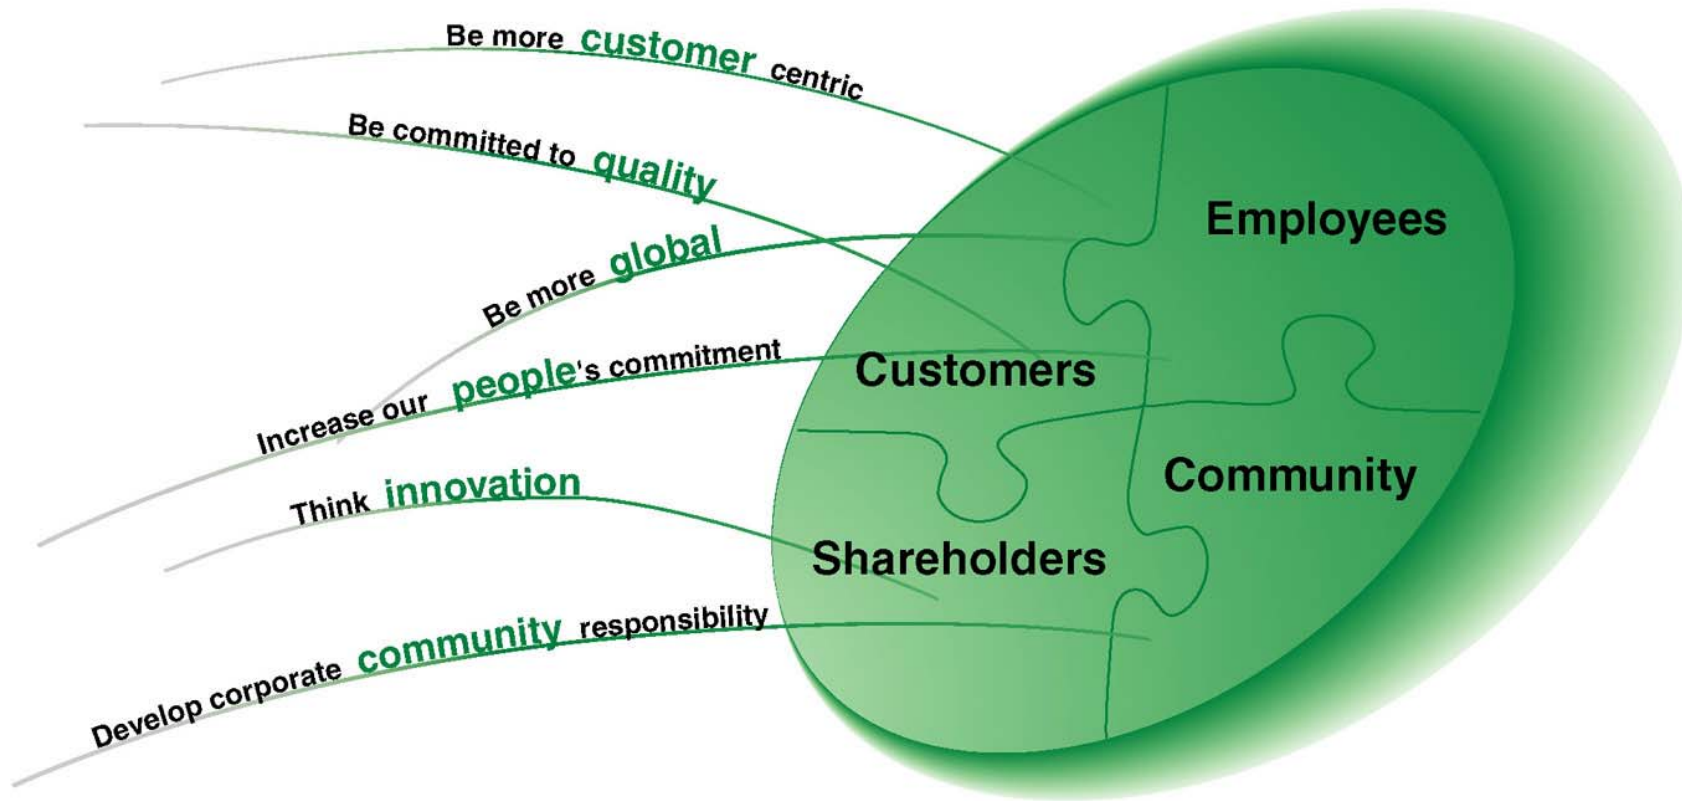 Be more customer centric
Be committed to quality
Be more global
Increase our people's commitment
Think innovation
Develop corporate community responsibility
Employees
Customers
Community
Shareholders